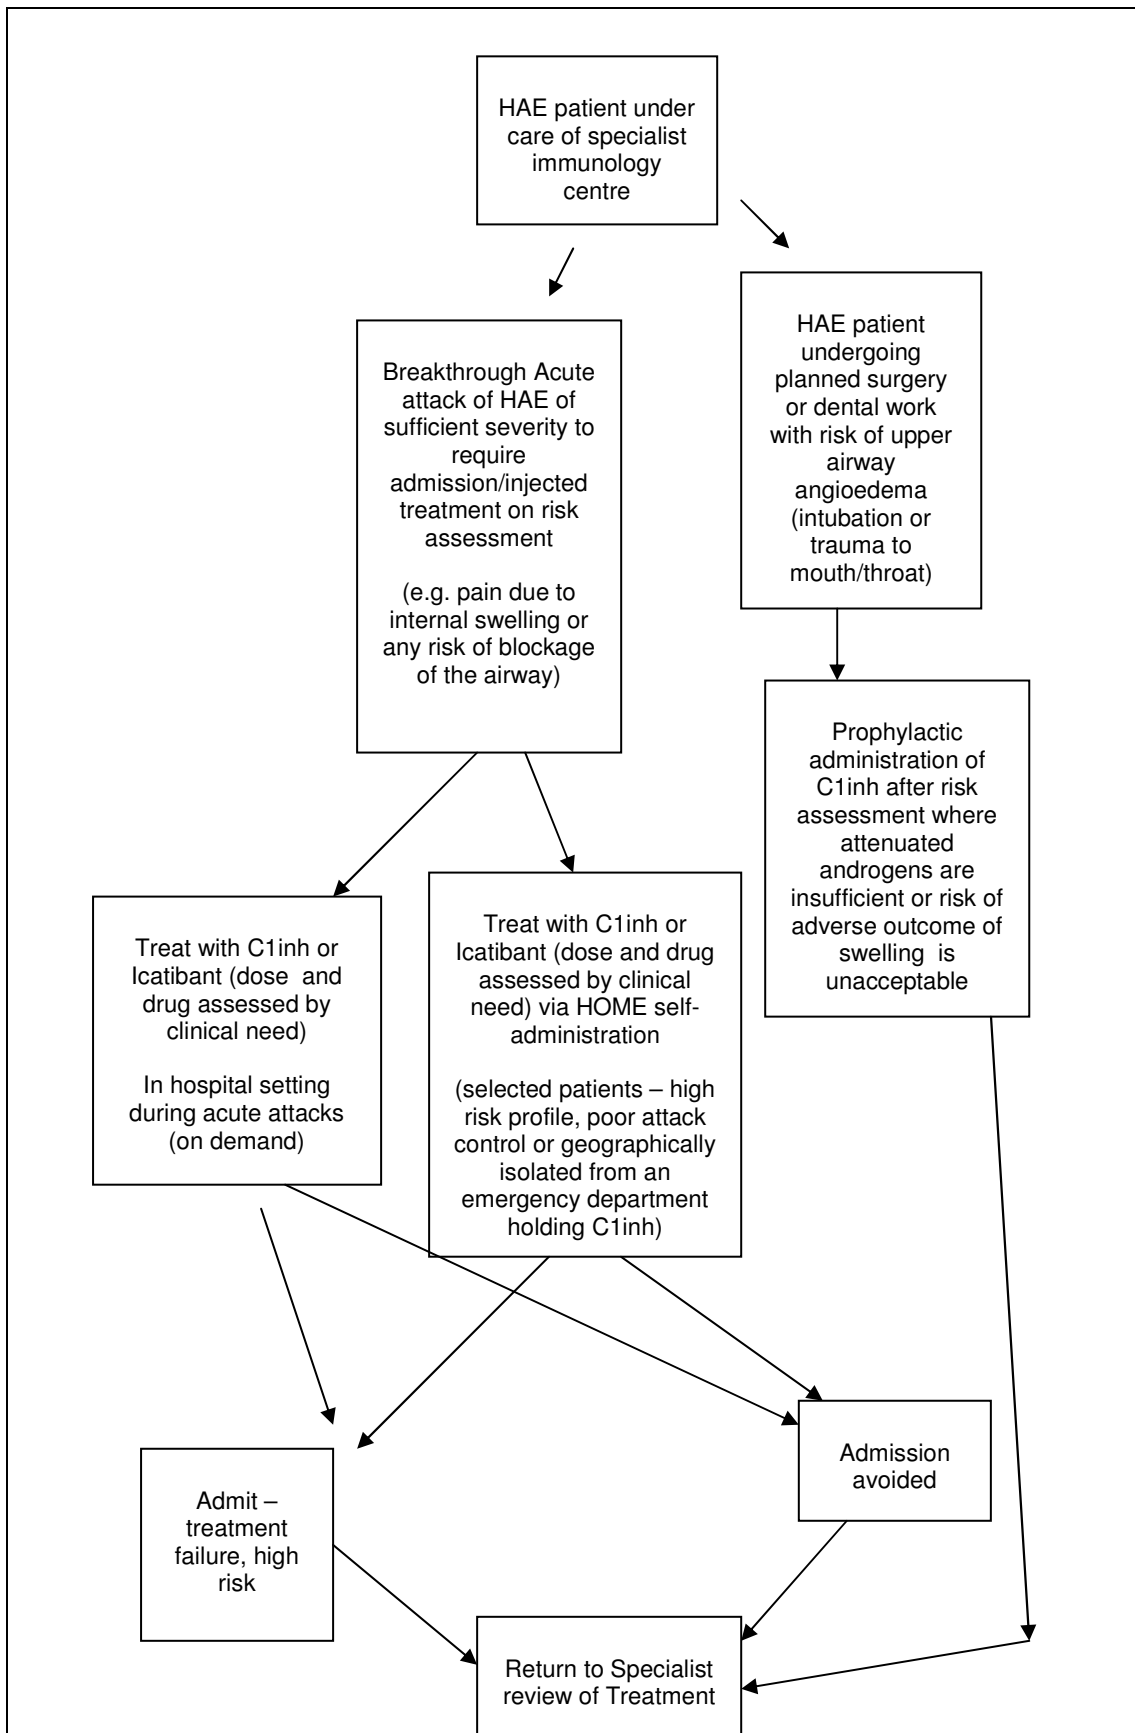 HAE patient under
care of specialist
immunology
centre
Breakthrough Acute
attack of HAE of
sufficient severity to
require
admission/injected
treatment on risk
assessment
(e.g. pain due to
internal swelling or
any risk of blockage
of the airway)
HAE patient
undergoing
planned surgery
or dental work
with risk of upper
airway
angioedema
(intubation or
trauma to
mouth/throat)
Prophylactic
administration of
C1inh after risk
assessment where
attenuated
androgens are
insufficient or risk of
adverse outcome of
swelling is
unacceptable
Treat with C1inh or
Icatibant (dose and
drug assessed by
clinical need)
In hospital setting
during acute attacks
(on demand)
Treat with C1inh or
Icatibant (dose and drug
assessed by clinical
need) via HOME self-
administration
(selected patients – high
risk profile, poor attack
control or geographically
isolated from an
emergency department
holding C1inh)
Admission
avoided
Admit –
treatment
failure, high
risk
Return to Specialist
review of Treatment